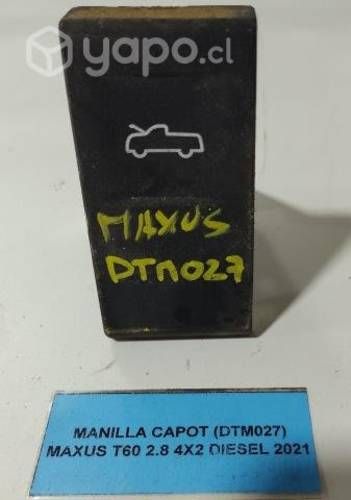 yapo.cl
MAXUS
DTM027
MANILLA CAPOT (DTM027)
MAXUS T60 2.8 4X2 DIESEL 2021